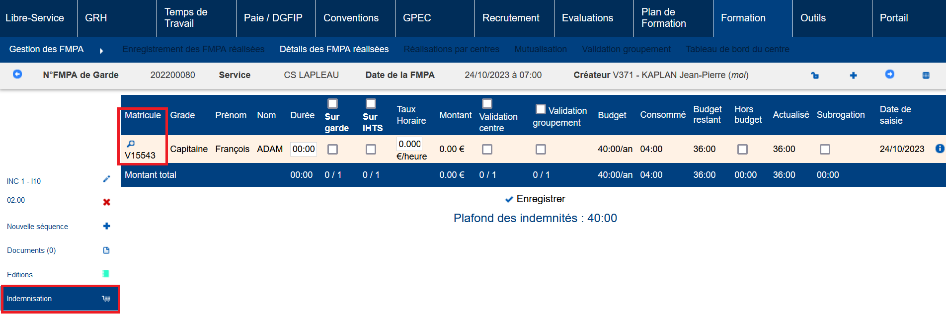 Libre-Service GRH Temps de Travail Paie / DGFIP Conventions GPEC Recrutement Evaluations Plan de Formation Formation Outils Portail
Gestion des FMPA Enregistrement des FMPA réalisées Détails des FMPA réalisées Réalisations par centres Mutualisation Validation groupement Tableau de bord du centre
N°FMPA de Garde 202200080 Service CS LAPLEAU Date de la FMPA 24/10/2023 à 07:00 Créateur V371 - KAPLAN Jean-Pierre (moi)
Matricule Grade Prénom Nom Durée Sur garde Sur IHTS Taux Horaire Montant Validation centre Validation groupement Budget Consommé Budget restant Hors budget Actualisé Subrogation Date de saisie
V15543 Capitaine François ADAM 00:00 0.000 €/heure 0.00 € 40:00/an 04:00 36:00 36:00 24/10/2023
Montant total 00:00 0 / 1 0 / 1 0.00 € 0 / 1 0 / 1 40:00/an 04:00 36:00 00:00 36:00 00:00
INC 1 - I10
02.00
Enregistrer
Plafond des indemnités : 40:00
Nouvelle séquence
Documents (0)
Editions
Indemnisation